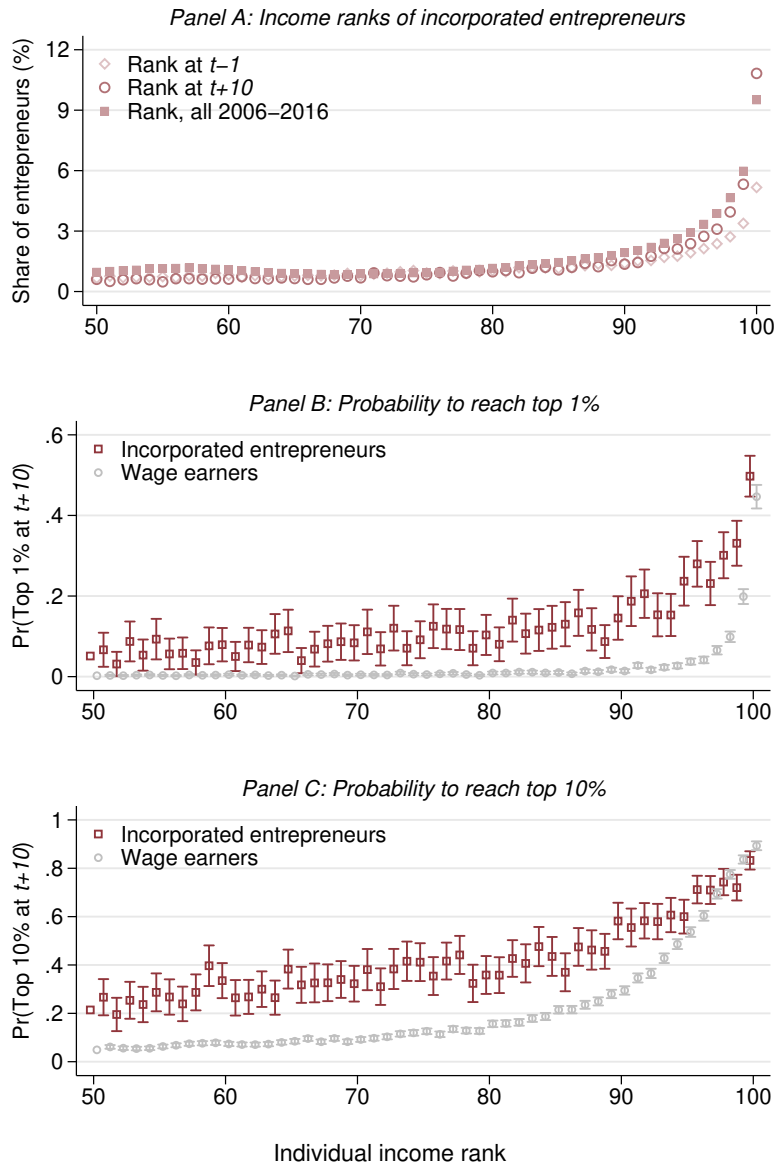 Panel A: Income ranks of incorporated entrepreneurs
Share of entrepreneurs (%)
12
9
6
3
0
Rank at t−1
Rank at t+10
Rank, all 2006−2016
50 60 70 80 90 100
Panel B: Probability to reach top 1%
Pr(Top 1% at t+10)
.6
.4
.2
0
Incorporated entrepreneurs
Wage earners
50 60 70 80 90 100
Panel C: Probability to reach top 10%
Pr(Top 10% at t+10)
1
.8
.6
.4
.2
0
Incorporated entrepreneurs
Wage earners
50 60 70 80 90 100
Individual income rank